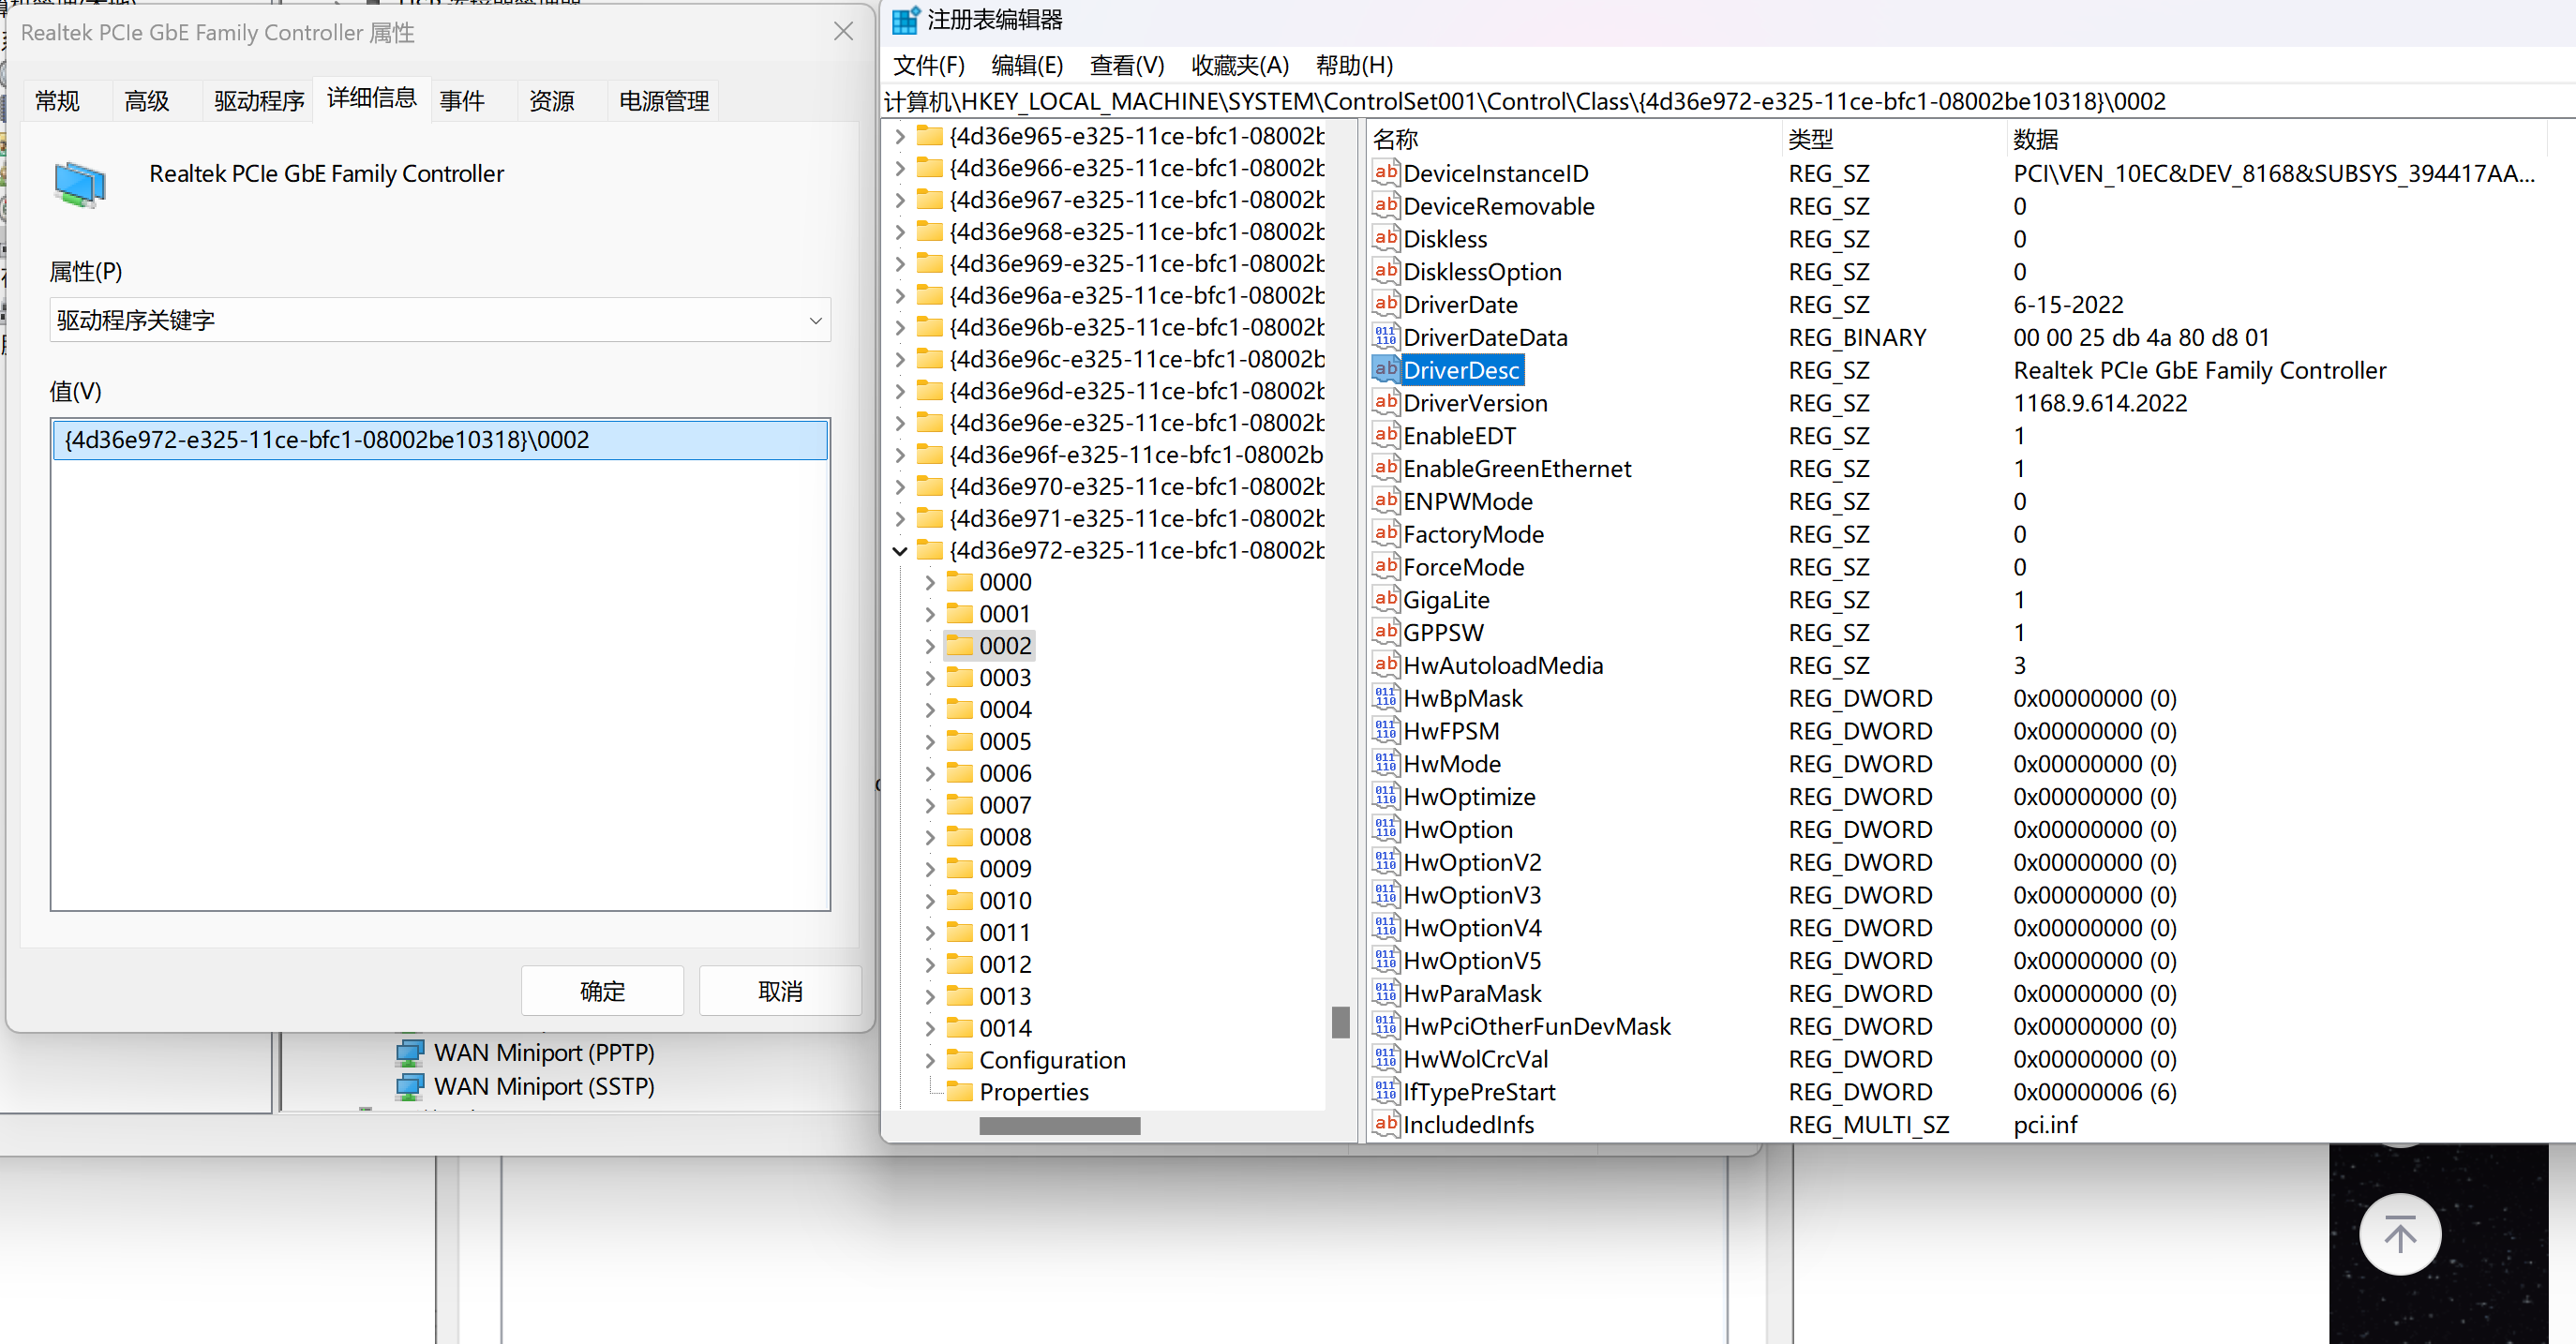 Realtek PCIe GbE Family Controller 属性
常规
高级
驱动程序
详细信息
事件
资源
电源管理
Realtek PCIe GbE Family Controller
属性(P)
驱动程序关键字
值(V)
{4d36e972-e325-11ce-bfc1-08002be10318}\0002
确定
取消
WAN Miniport (PPTP)
WAN Miniport (SSTP)
注册表编辑器
文件(F) 编辑(E) 查看(V) 收藏夹(A) 帮助(H)
计算机\HKEY_LOCAL_MACHINE\SYSTEM\ControlSet001\Control\Class\{4d36e972-e325-11ce-bfc1-08002be10318}\0002
{4d36e965-e325-11ce-bfc1-08002b
{4d36e966-e325-11ce-bfc1-08002b
{4d36e967-e325-11ce-bfc1-08002b
{4d36e968-e325-11ce-bfc1-08002b
{4d36e969-e325-11ce-bfc1-08002b
{4d36e96a-e325-11ce-bfc1-08002b
{4d36e96b-e325-11ce-bfc1-08002b
{4d36e96c-e325-11ce-bfc1-08002b
{4d36e96d-e325-11ce-bfc1-08002b
{4d36e96e-e325-11ce-bfc1-08002b
{4d36e96f-e325-11ce-bfc1-08002b
{4d36e970-e325-11ce-bfc1-08002b
{4d36e971-e325-11ce-bfc1-08002b
{4d36e972-e325-11ce-bfc1-08002b
0000
0001
0002
0003
0004
0005
0006
0007
0008
0009
0010
0011
0012
0013
0014
Configuration
Properties
名称 类型 数据
DeviceInstanceID REG_SZ PCI\VEN_10EC&DEV_8168&SUBSYS_394417AA...
DeviceRemovable REG_SZ 0
Diskless REG_SZ 0
DisklessOption REG_SZ 0
DriverDate REG_SZ 6-15-2022
DriverDateData REG_BINARY 00 00 25 db 4a 80 d8 01
DriverDesc REG_SZ Realtek PCIe GbE Family Controller
DriverVersion REG_SZ 1168.9.614.2022
EnableEDT REG_SZ 1
EnableGreenEthernet REG_SZ 1
ENPWMode REG_SZ 0
FactoryMode REG_SZ 0
ForceMode REG_SZ 0
GigaLite REG_SZ 1
GPPSW REG_SZ 1
HwAutoloadMedia REG_SZ 3
HwBpMask REG_DWORD 0x00000000 (0)
HwFPSM REG_DWORD 0x00000000 (0)
HwMode REG_DWORD 0x00000000 (0)
HwOptimize REG_DWORD 0x00000000 (0)
HwOption REG_DWORD 0x00000000 (0)
HwOptionV2 REG_DWORD 0x00000000 (0)
HwOptionV3 REG_DWORD 0x00000000 (0)
HwOptionV4 REG_DWORD 0x00000000 (0)
HwOptionV5 REG_DWORD 0x00000000 (0)
HwParaMask REG_DWORD 0x00000000 (0)
HwPciOtherFunDevMask REG_DWORD 0x00000000 (0)
HwWolCrcVal REG_DWORD 0x00000000 (0)
IfTypePreStart REG_DWORD 0x00000006 (6)
IncludedInfs REG_MULTI_SZ pci.inf